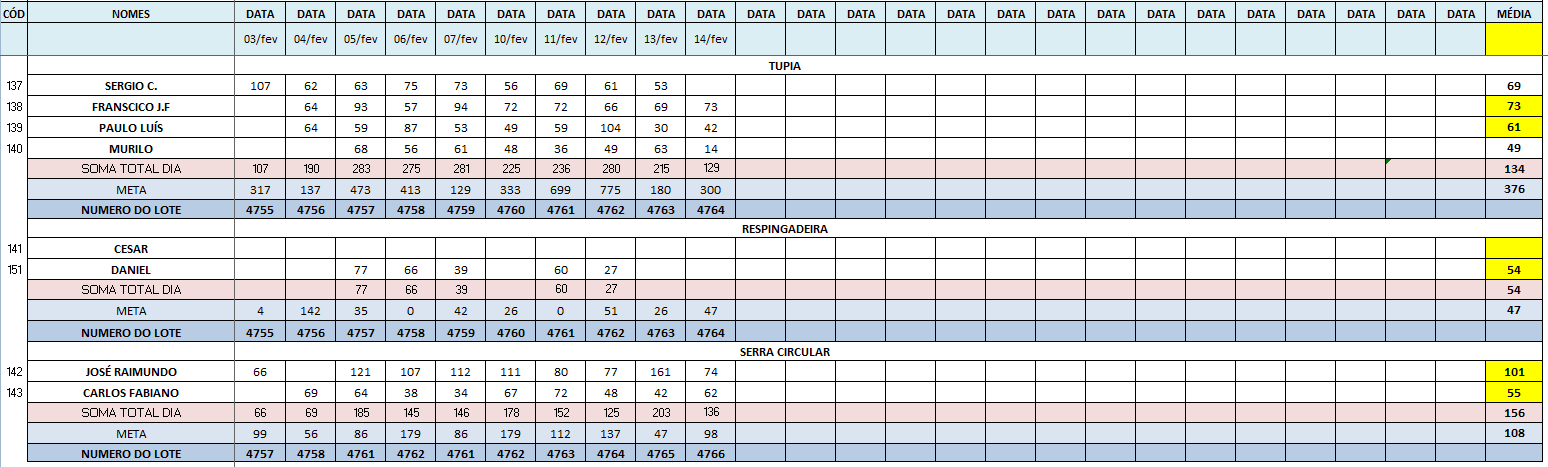 CÓD NOMES DATA DATA DATA DATA DATA DATA DATA DATA DATA DATA DATA DATA DATA DATA DATA DATA DATA DATA DATA DATA DATA DATA DATA DATA DATA MÉDIA
03/fev 04/fev 05/fev 06/fev 07/fev 10/fev 11/fev 12/fev 13/fev 14/fev
TUPIA
137 SERGIO C. 107 62 63 75 73 56 69 61 53 69
138 FRANSCICO J.F 64 93 57 94 72 72 66 69 73 73
139 PAULO LUÍS 64 59 87 53 49 59 104 30 42 61
140 MURILO 68 56 61 48 36 49 63 14 49
SOMA TOTAL DIA 107 190 283 275 281 225 236 280 215 129 134
META 317 137 473 413 129 333 699 775 180 300 376
NUMERO DO LOTE 4755 4756 4757 4758 4759 4760 4761 4762 4763 4764
RESPINGADEIRA
141 CESAR
151 DANIEL 77 66 39 60 27 54
SOMA TOTAL DIA 77 66 39 60 27 54
META 4 142 35 0 42 26 0 51 26 47 47
NUMERO DO LOTE 4755 4756 4757 4758 4759 4760 4761 4762 4763 4764
SERRA CIRCULAR
142 JOSÉ RAIMUNDO 66 121 107 112 111 80 77 161 74 101
143 CARLOS FABIANO 69 64 38 34 67 72 48 42 62 55
SOMA TOTAL DIA 66 69 185 145 146 178 152 125 203 136 156
META 99 56 86 179 86 179 112 137 47 98 108
NUMERO DO LOTE 4757 4758 4761 4762 4761 4762 4763 4764 4765 4766